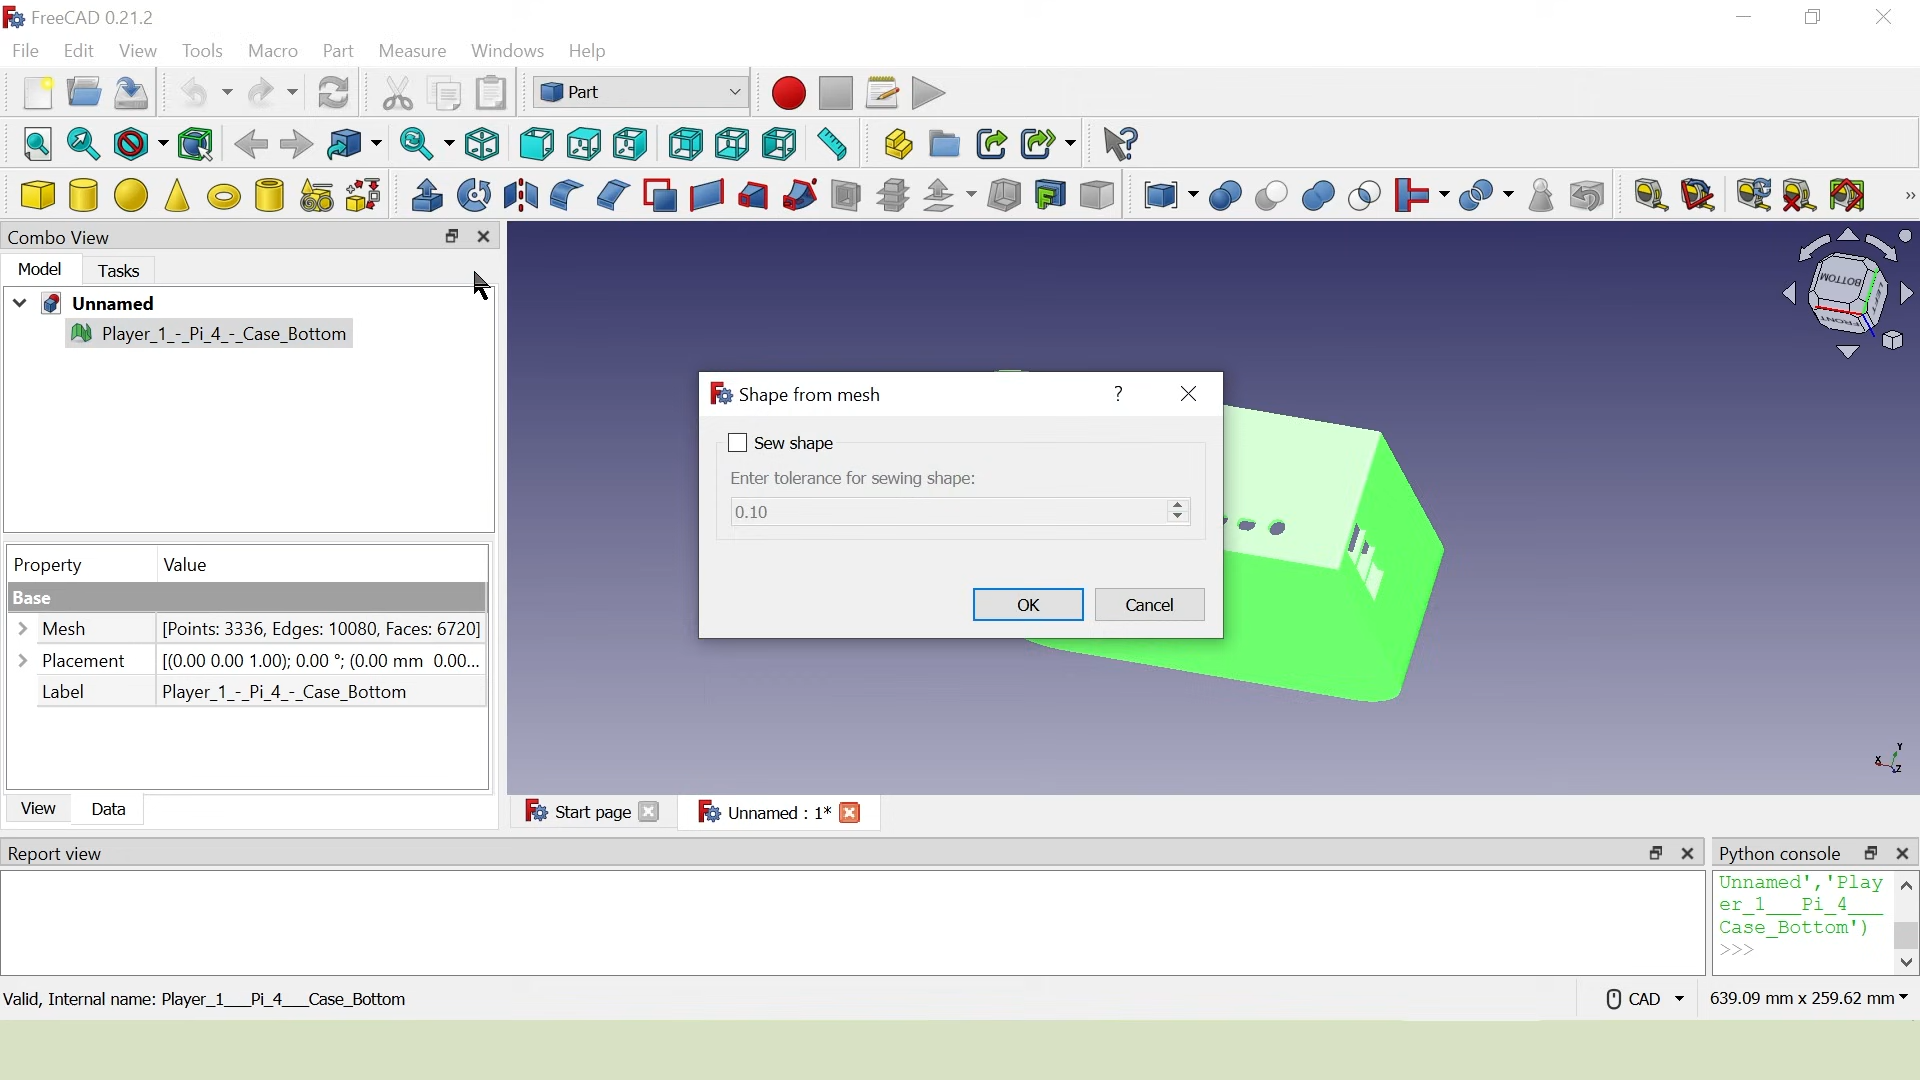 FreeCAD 0.21.2
File Edit View Tools Macro Part Measure Windows Help
Part
Combo View
Model Tasks
Unnamed
Player_1_-_Pi_4_-_Case_Bottom
Property Value
Base
Mesh [Points: 3336, Edges: 10080, Faces: 6720]
Placement [(0.00 0.00 1.00); 0.00 °; (0.00 mm 0.00...
Label Player_1_-_Pi_4_-_Case_Bottom
View Data
Shape from mesh ?
Sew shape
Enter tolerance for sewing shape:
0.10
OK Cancel
BOTTOM
FRONT
Y
X
Z
Start page Unnamed : 1*
Report view
Python console
Unnamed','Play
er_1___Pi_4___
Case_Bottom')
>>>
Valid, Internal name: Player_1___Pi_4___Case_Bottom
CAD 639.09 mm x 259.62 mm